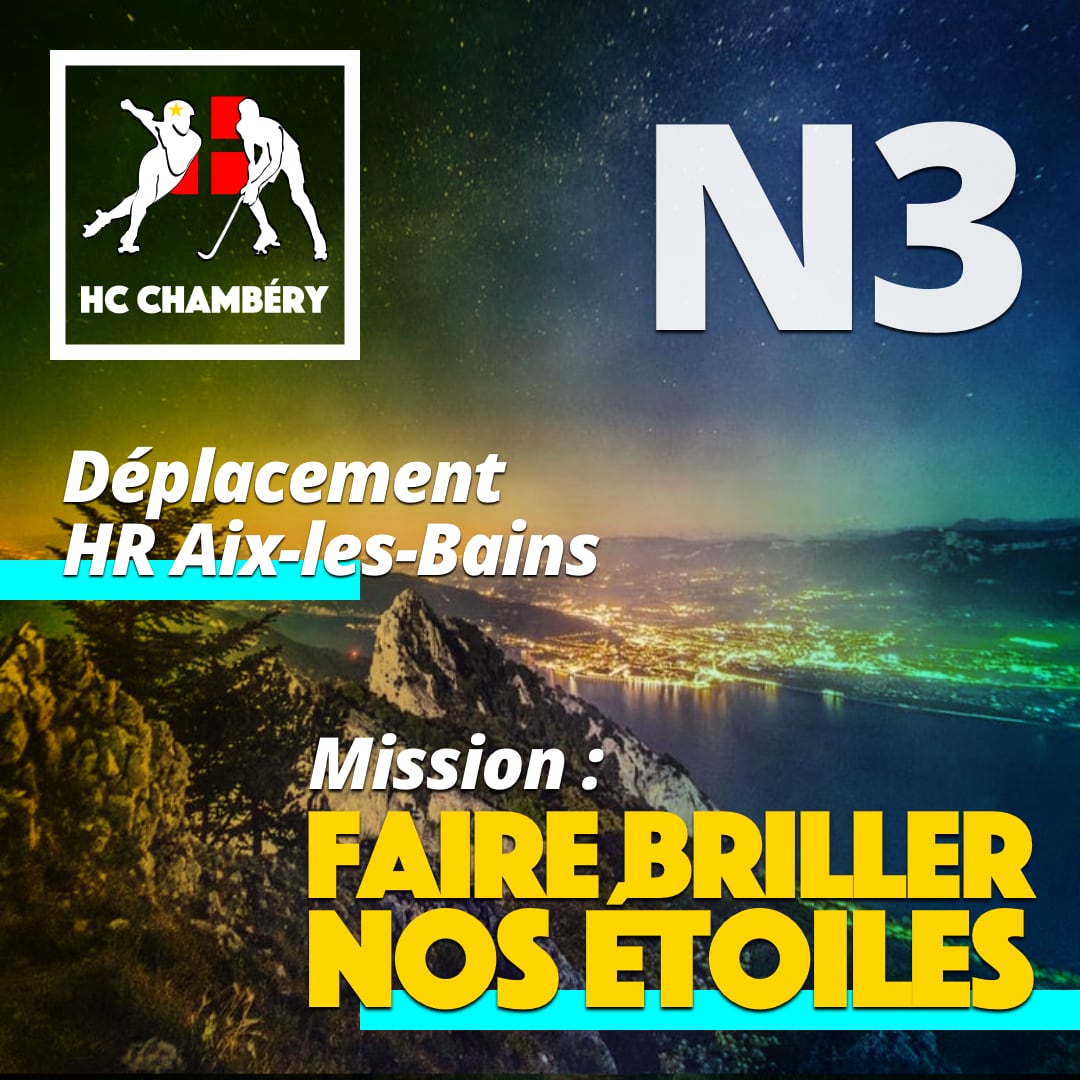 HC CHAMBÉRY
N3
Déplacement
HR Aix-les-Bains
Mission :
FAIRE BRILLER
NOS ÉTOILES